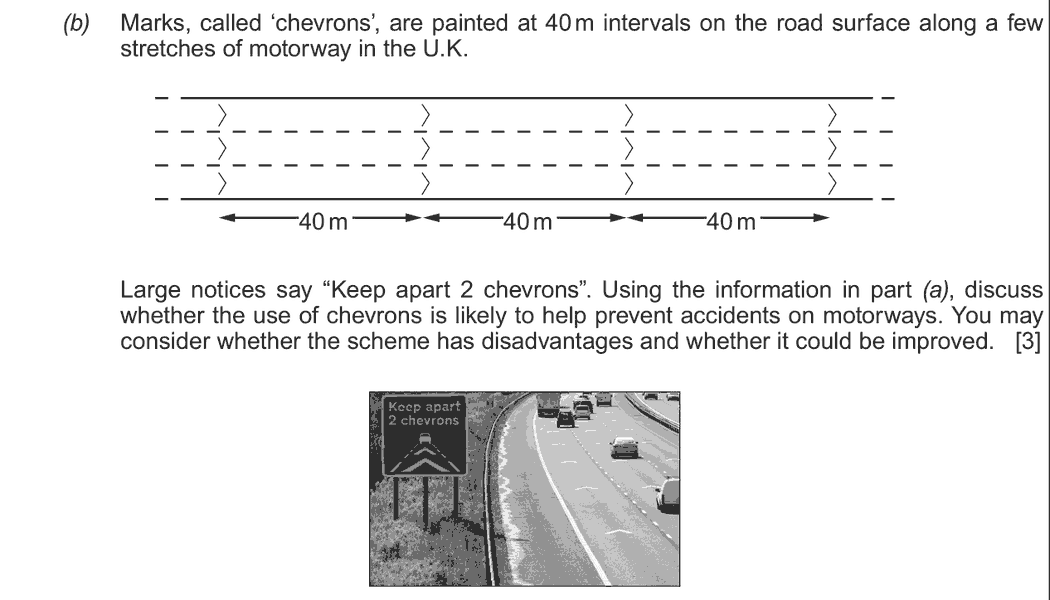 (b) Marks, called ‘chevrons’, are painted at 40 m intervals on the road surface along a few
stretches of motorway in the U.K.
40 m 40 m 40 m
Large notices say “Keep apart 2 chevrons”. Using the information in part (a), discuss
whether the use of chevrons is likely to help prevent accidents on motorways. You may
consider whether the scheme has disadvantages and whether it could be improved. [3]
Keep apart
2 chevrons